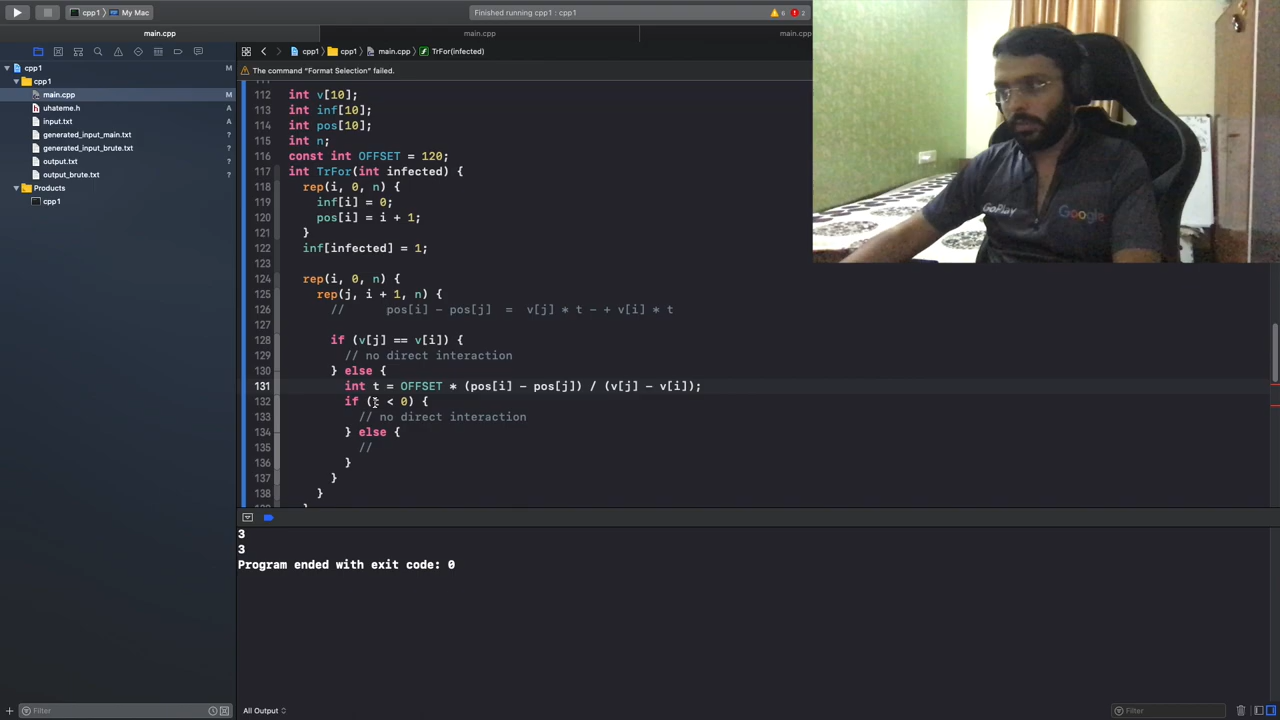 cpp1 〉 My Mac
Finished running cpp1 : cpp1
6
2
main.cpp
main.cpp
main.cpp
cpp1
M
cpp1
main.cpp
M
uhateme.h
A
input.txt
A
generated_input_main.txt
?
generated_input_brute.txt
?
output.txt
?
output_brute.txt
?
Products
cpp1
Filter
cpp1 〉 cpp1 〉 main.cpp 〉 TrFor(infected)
The command “Format Selection” failed.
112 int v[10];
113 int inf[10];
114 int pos[10];
115 int n;
116 const int OFFSET = 120;
117 int TrFor(int infected) {
118 rep(i, 0, n) {
119 inf[i] = 0;
120 pos[i] = i + 1;
121 }
122 inf[infected] = 1;
123
124 rep(i, 0, n) {
125 rep(j, i + 1, n) {
126 // pos[i] - pos[j] = v[j] * t - + v[i] * t
127
128 if (v[j] == v[i]) {
129 // no direct interaction
130 } else {
131 int t = OFFSET * (pos[i] - pos[j]) / (v[j] - v[i]);
132 if (t < 0) {
133 // no direct interaction
134 } else {
135 //
136 }
137 }
138 }
GoPlay
Google
3
3
Program ended with exit code: 0
All Output
Filter